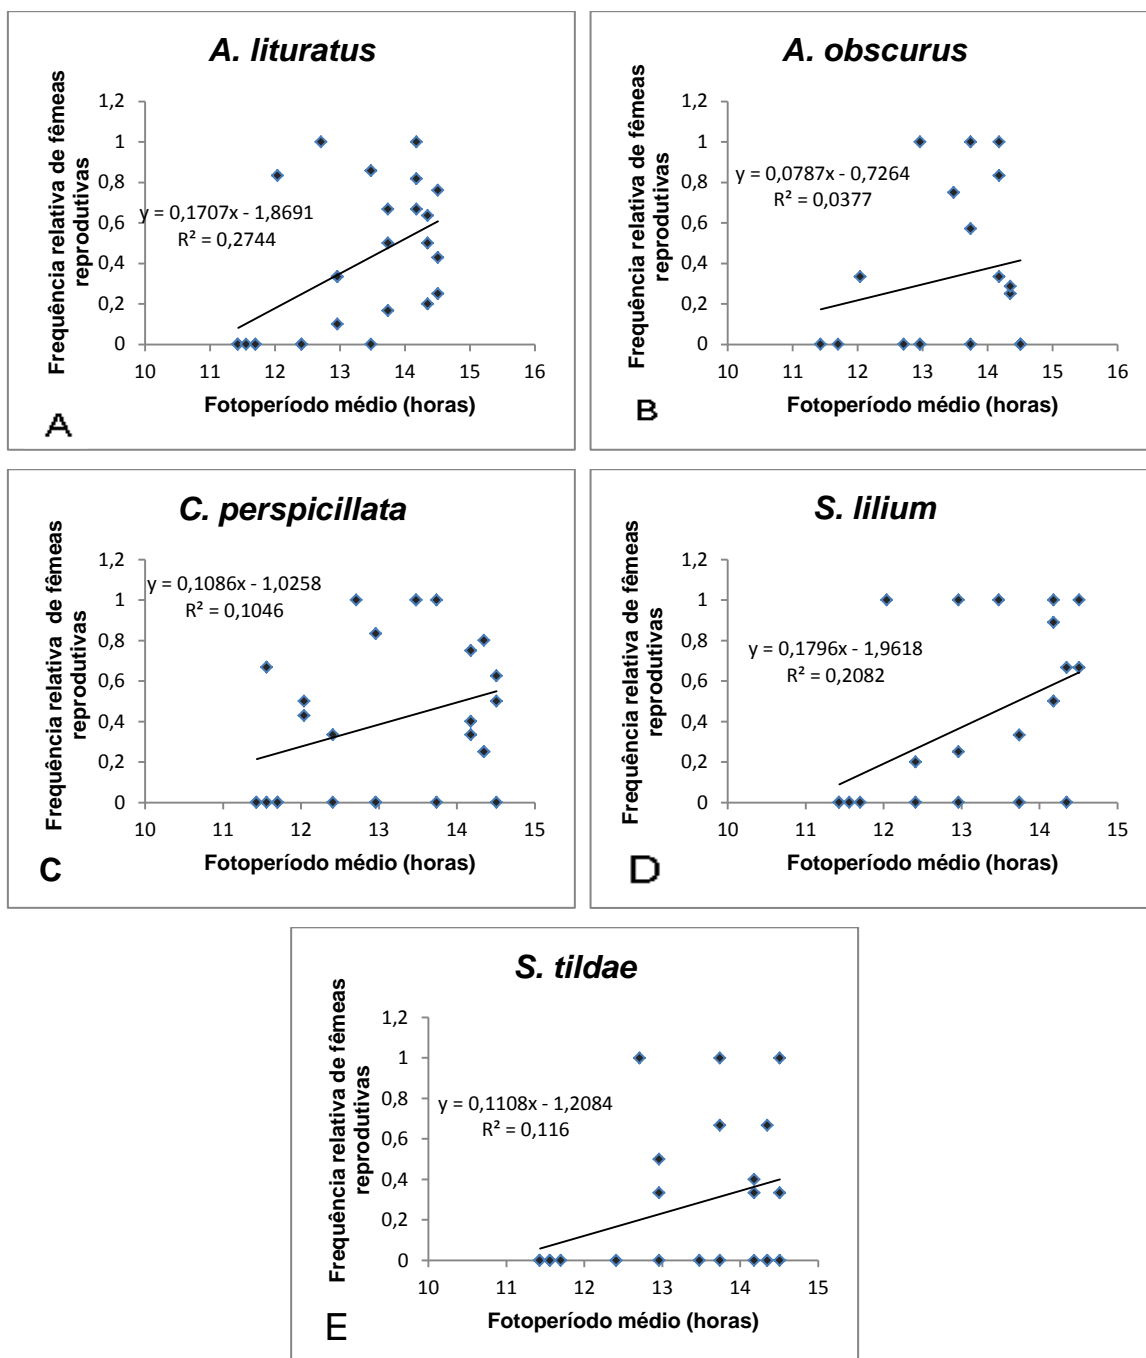 A. lituratus
Frequência relativa de fêmeas
reprodutivas
1,2
1
0,8
0,6
0,4
0,2
0
y = 0,1707x - 1,8691
R² = 0,2744
10 11 12 13 14 15 16
Fotoperíodo médio (horas)
A
A. obscurus
Frequência relativa de fêmeas
reprodutivas
1,2
1
0,8
0,6
0,4
0,2
0
y = 0,0787x - 0,7264
R² = 0,0377
10 11 12 13 14 15 16
Fotoperíodo médio (horas)
B
C. perspicillata
Frequência relativa de fêmeas
reprodutivas
1,2
1
0,8
0,6
0,4
0,2
0
y = 0,1086x - 1,0258
R² = 0,1046
10 11 12 13 14 15
Fotoperíodo médio (horas)
C
S. lilium
Frequência relativa de fêmeas
reprodutivas
1,2
1
0,8
0,6
0,4
0,2
0
y = 0,1796x - 1,9618
R² = 0,2082
10 11 12 13 14 15
Fotoperíodo médio (horas)
D
S. tildae
Frequência relativa de fêmeas
reprodutivas
1,2
1
0,8
0,6
0,4
0,2
0
y = 0,1108x - 1,2084
R² = 0,116
10 11 12 13 14 15
Fotoperíodo médio (horas)
E